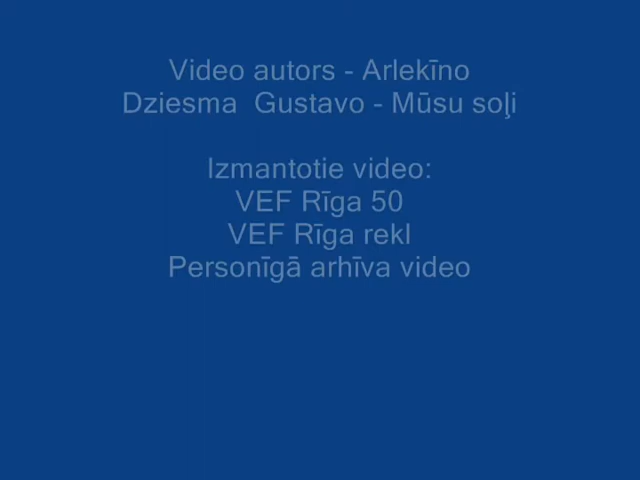 Video autors - Arlekīno
Dziesma  Gustavo - Mūsu soļi
Izmantotie video:
VEF Rīga 50
VEF Rīga rekl
Personīgā arhīva video